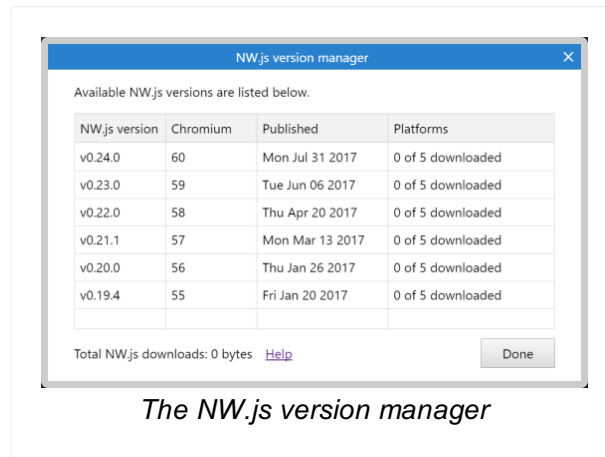 NW.js version manager
Available NW.js versions are listed below.
NW.js version Chromium Published Platforms
v0.24.0 60 Mon Jul 31 2017 0 of 5 downloaded
v0.23.0 59 Tue Jun 06 2017 0 of 5 downloaded
v0.22.0 58 Thu Apr 20 2017 0 of 5 downloaded
v0.21.1 57 Mon Mar 13 2017 0 of 5 downloaded
v0.20.0 56 Thu Jan 26 2017 0 of 5 downloaded
v0.19.4 55 Fri Jan 20 2017 0 of 5 downloaded
Total NW.js downloads: 0 bytes Help Done
The NW.js version manager